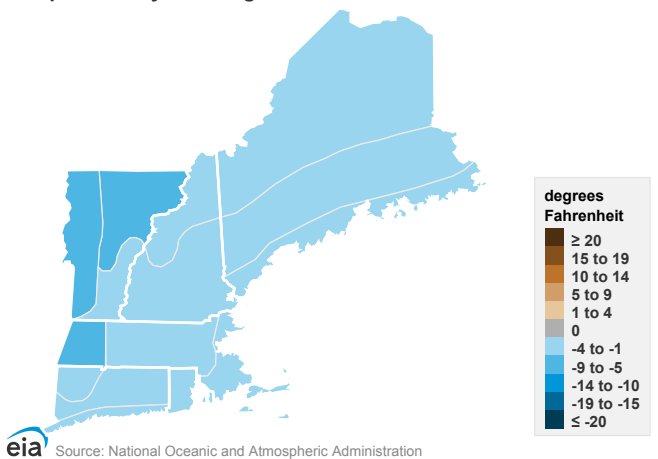 degrees
Fahrenheit
≥ 20
15 to 19
10 to 14
5 to 9
1 to 4
0
-4 to -1
-9 to -5
-14 to -10
-19 to -15
≤ -20
eia
Source: National Oceanic and Atmospheric Administration